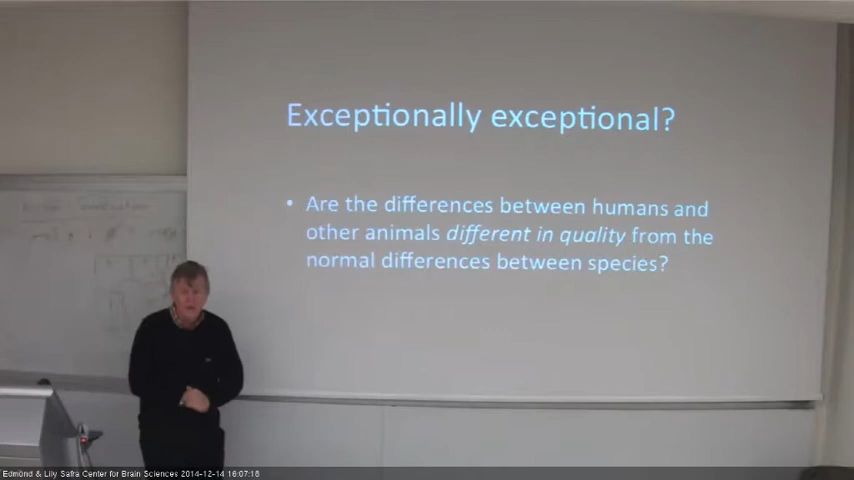 Exceptionally exceptional?
• Are the differences between humans and
other animals different in quality from the
normal differences between species?
Edmond & Lily Safra Center for Brain Sciences 2014-12-14 16:07:18